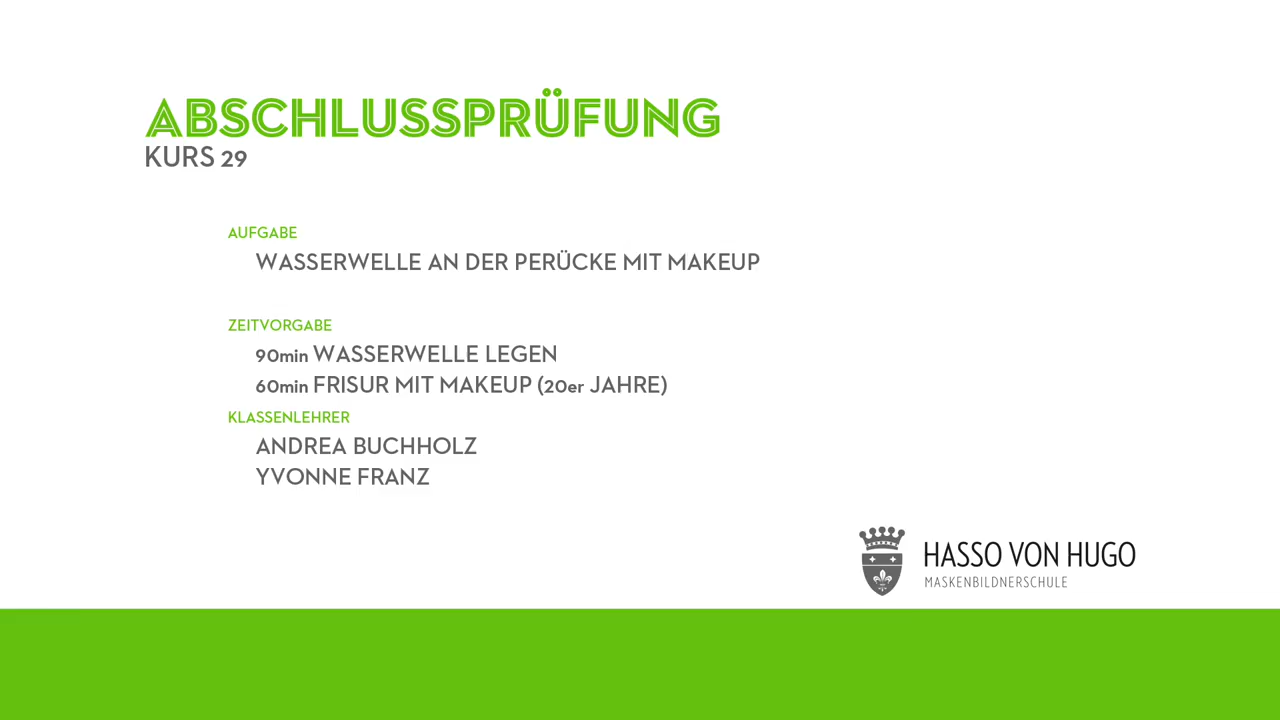 ABSCHLUSSPRÜFUNG
KURS 29
AUFGABE
WASSERWELLE AN DER PERÜCKE MIT MAKEUP
ZEITVORGABE
90min WASSERWELLE LEGEN
60min FRISUR MIT MAKEUP (20er JAHRE)
KLASSENLEHRER
ANDREA BUCHHOLZ
YVONNE FRANZ
HASSO VON HUGO
MASKENBILDNERSCHULE